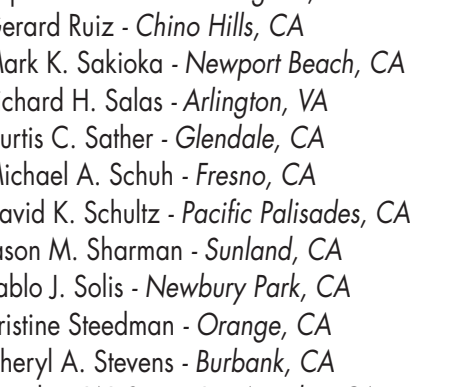 erard Ruiz - Chino Hills, CA
ark K. Sakioka - Newport Beach, CA
ichard H. Salas - Arlington, VA
urtis C. Sather - Glendale, CA
ichael A. Schuh - Fresno, CA
avid K. Schultz - Pacific Palisades, CA
ason M. Sharman - Sunland, CA
ablo J. Solis - Newbury Park, CA
ristine Steedman - Orange, CA
heryl A. Stevens - Burbank, CA